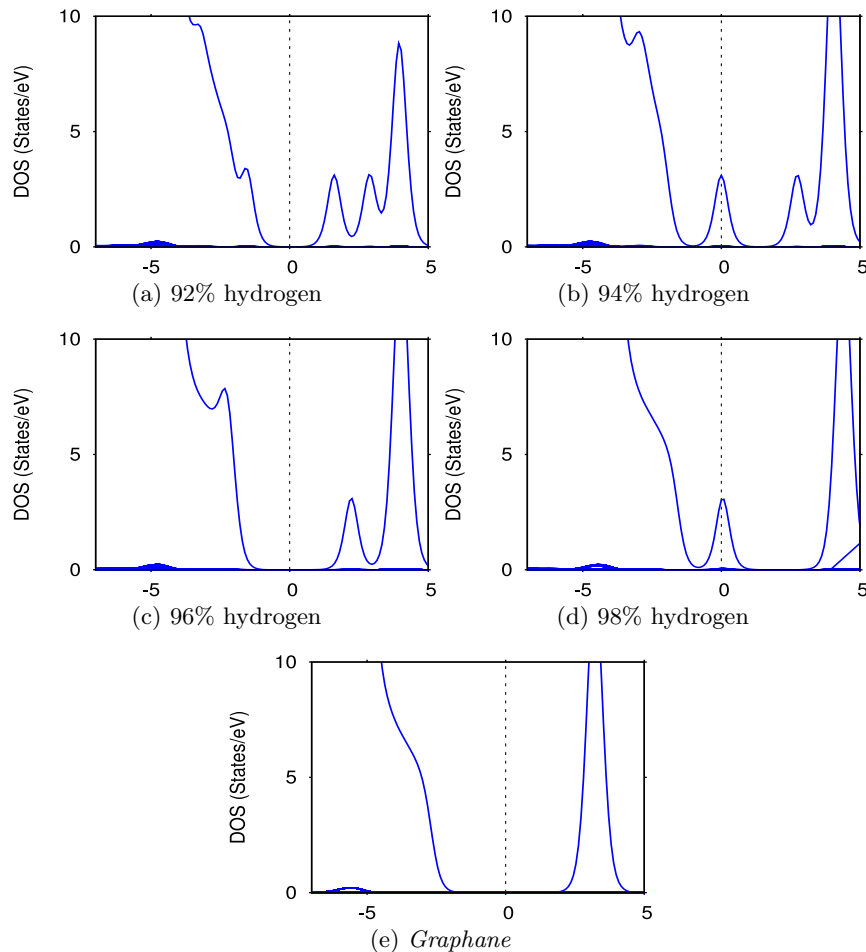 10
5
0
DOS (States/eV)
-5 0 5
(a) 92% hydrogen
10
5
0
DOS (States/eV)
-5 0 5
(b) 94% hydrogen
10
5
0
DOS (States/eV)
-5 0 5
(c) 96% hydrogen
10
5
0
DOS (States/eV)
-5 0 5
(d) 98% hydrogen
10
5
0
DOS (States/eV)
-5 0 5
(e) Graphane